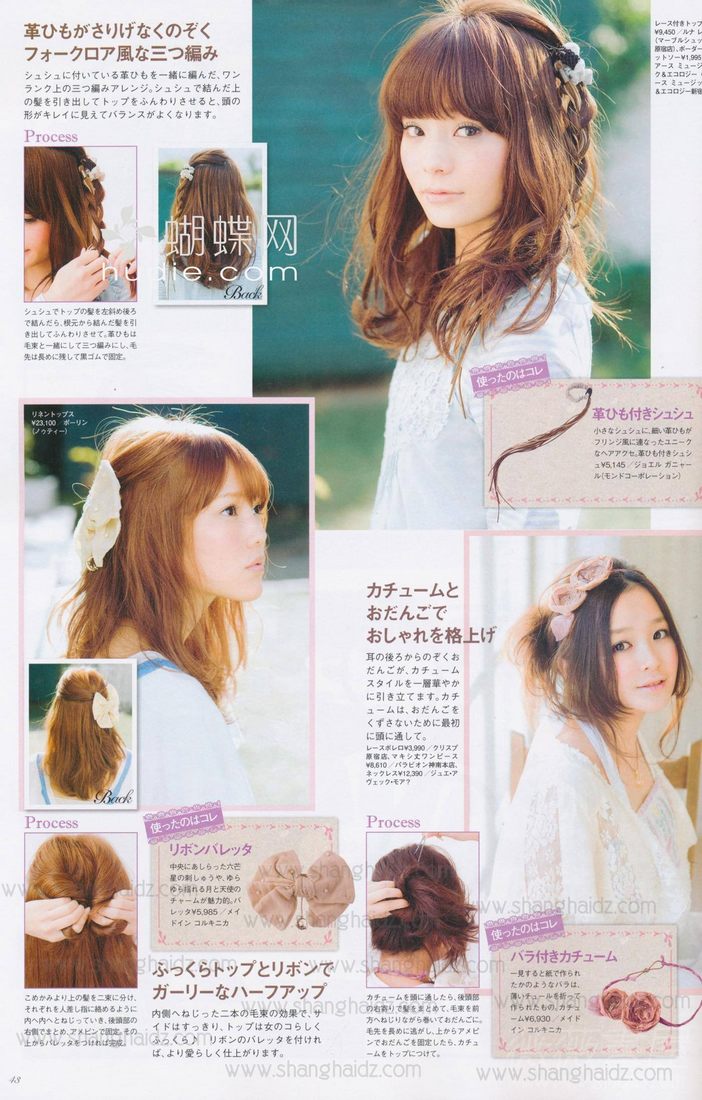 革ひもがさりげなくのぞく
フォークロア風な三つ編み
シュシュに付いている革ひもを一緒に編んだ、ワン
ランク上の三つ編みアレンジ。シュシュで結んだ上
の髪を引き出してトップをふんわりさせると、頭の
形がキレイに見えてバランスがよくなります。
Process
Back
蝴蝶网
hudie.com
シュシュでトップの髪を左斜め後ろ
で結んだら、根元から結んだ髪を引
き出してふんわりさせて。革ひもは
毛束と一緒にして三つ編みにし、毛
先は長めに残して黒ゴムで固定。
レース付きトップ
¥9,450／ルナ レ
（マーブルシュッ
原宿店）、ボーダー
ットソー¥1,995
アース ミュージッ
ク＆エコロジー
ース ミュージッ
＆エコロジー新宿
使ったのはコレ
革ひも付きシュシュ
小さなシュシュに、細い革ひもが
フリンジ風に連なったユニーク
なヘアアクセ。革ひも付きシュシ
ュ¥5,145／ジョエル ガニャー
ル（モンドコーポレーション）
リネントップス
¥23,100／ポーリン
（ノゥティー）
Back
カチュームと
おだんごで
おしゃれを格上げ
耳の後ろからのぞくお
だんごが、カチューム
スタイルを一層華やか
に引き立てます。カチ
ュームは、おだんごを
くずさないために最初
に頭に通して。
レースボレロ¥3,990／クリスプ
原宿店、マキシ丈ワンピース
¥8,610／パラビオン神南本店、
ネックレス¥12,390／ジュエ・ア
ヴェック・モア？
Process
こめかみより上の髪を二束に分け、
それぞれを人差し指に絡めるように
内へ内へとねじっていき、後頭部の
右側でまとめ、アメピンで固定。その
上からバレッタをつければ完成。
使ったのはコレ
リボンバレッタ
中央にあしらった六芒
星の刺しゅうや、ゆら
ゆら揺れる月と天使の
チャームが魅力的。バ
レッタ¥5,985／メイ
ドイン コルキニカ
ふっくらトップとリボンで
ガーリーなハーフアップ
内側へねじった二本の毛束の効果で、サ
イドはすっきり、トップは女のコらしく
ふっくら♪ リボンのバレッタを付けれ
ば、より愛らしく仕上がります。
Process
カチュームを頭に通したら、後頭部
の右寄りで髪をまとめて、毛束を前
方へねじりながら巻いておだんごに。
毛先を長めに逃がし、上からアメピ
ンでおだんごを固定したら、カチュ
ームをトップにつけて。
使ったのはコレ
バラ付きカチューム
一見すると紙で作られ
たかのようなバラは、
薄いチュールを折って
作られたもの。カチュ
ーム¥6,930／メイド
イン コルキニカ
www.shanghaidz.com
www.shanghaidz.com
www.shanghaidz.com
www.shanghaidz.com
www.shanghaidz.com
www.shanghaidz.com
43